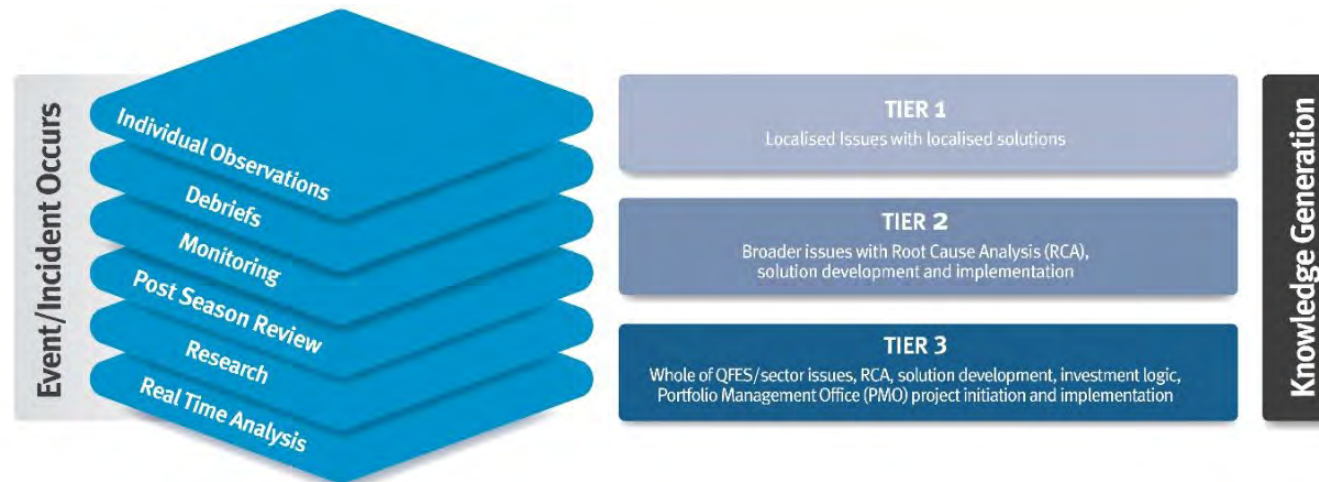 Event/Incident Occurs
Individual Observations
Debriefs
Monitoring
Post Season Review
Research
Real Time Analysis
TIER 1
Localised Issues with localised solutions
TIER 2
Broader issues with Root Cause Analysis (RCA),
solution development and implementation
TIER 3
Whole of QFES/sector issues, RCA, solution development, investment logic,
Portfolio Management Office (PMO) project initiation and implementation
Knowledge Generation